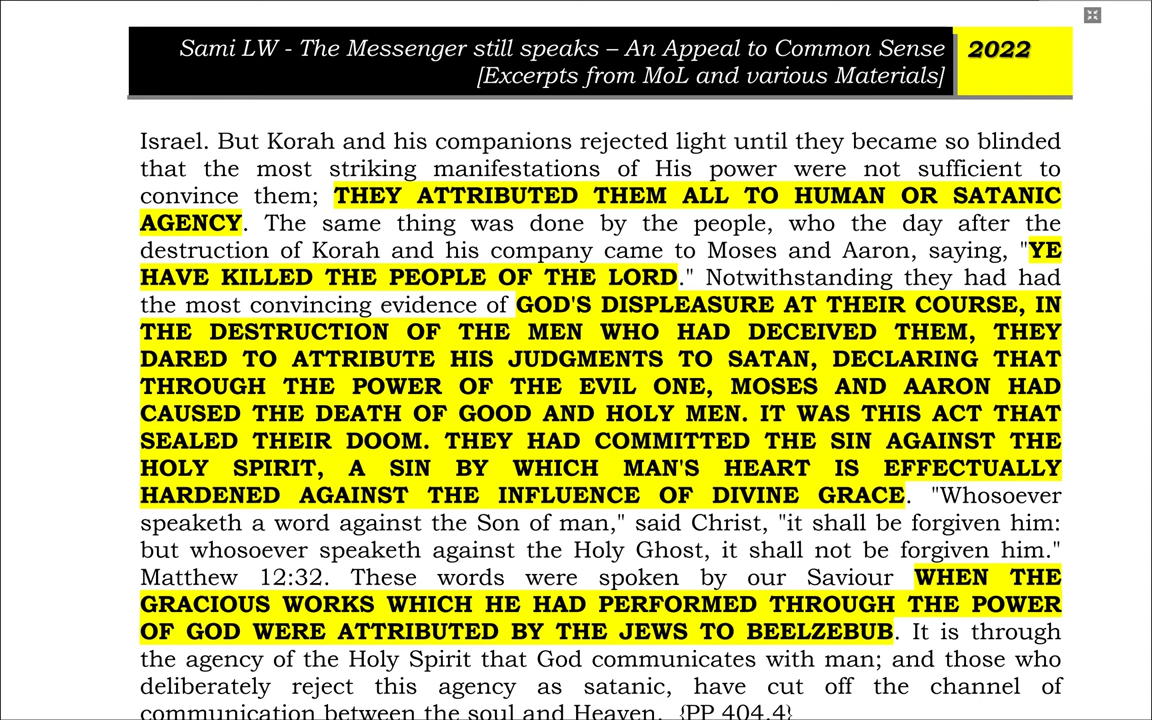 Sami LW - The Messenger still speaks – An Appeal to Common Sense
[Excerpts from MoL and various Materials]
2022
Israel. But Korah and his companions rejected light until they became so blinded
that the most striking manifestations of His power were not sufficient to
convince them; THEY ATTRIBUTED THEM ALL TO HUMAN OR SATANIC
AGENCY. The same thing was done by the people, who the day after the
destruction of Korah and his company came to Moses and Aaron, saying, "YE
HAVE KILLED THE PEOPLE OF THE LORD." Notwithstanding they had had
the most convincing evidence of GOD'S DISPLEASURE AT THEIR COURSE, IN
THE DESTRUCTION OF THE MEN WHO HAD DECEIVED THEM, THEY
DARED TO ATTRIBUTE HIS JUDGMENTS TO SATAN, DECLARING THAT
THROUGH THE POWER OF THE EVIL ONE, MOSES AND AARON HAD
CAUSED THE DEATH OF GOOD AND HOLY MEN. IT WAS THIS ACT THAT
SEALED THEIR DOOM. THEY HAD COMMITTED THE SIN AGAINST THE
HOLY SPIRIT, A SIN BY WHICH MAN'S HEART IS EFFECTUALLY
HARDENED AGAINST THE INFLUENCE OF DIVINE GRACE. "Whosoever
speaketh a word against the Son of man," said Christ, "it shall be forgiven him:
but whosoever speaketh against the Holy Ghost, it shall not be forgiven him."
Matthew 12:32. These words were spoken by our Saviour WHEN THE
GRACIOUS WORKS WHICH HE HAD PERFORMED THROUGH THE POWER
OF GOD WERE ATTRIBUTED BY THE JEWS TO BEELZEBUB. It is through
the agency of the Holy Spirit that God communicates with man; and those who
deliberately reject this agency as satanic, have cut off the channel of
communication between the soul and Heaven. {PP 404.4}